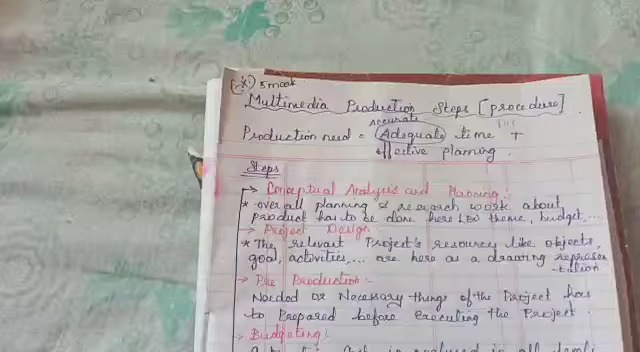 5 mark
Multimedia Production Steps [procedure]
Accurate
Production need = (Adequate) time +
effective planning.
Steps
→ Conceptual Analysis and Planning:-
* over all planning & research work about
product has to be done here LSD theme, budget,...
→ Project Design
* The relevant Project's resources like objects,
goal, activities,... are here as a drawing represen
-tation
→ Pre Production:-
Needed or Necessary things of the Project has
to Prepared before Executing the Project.
→ Budgeting: